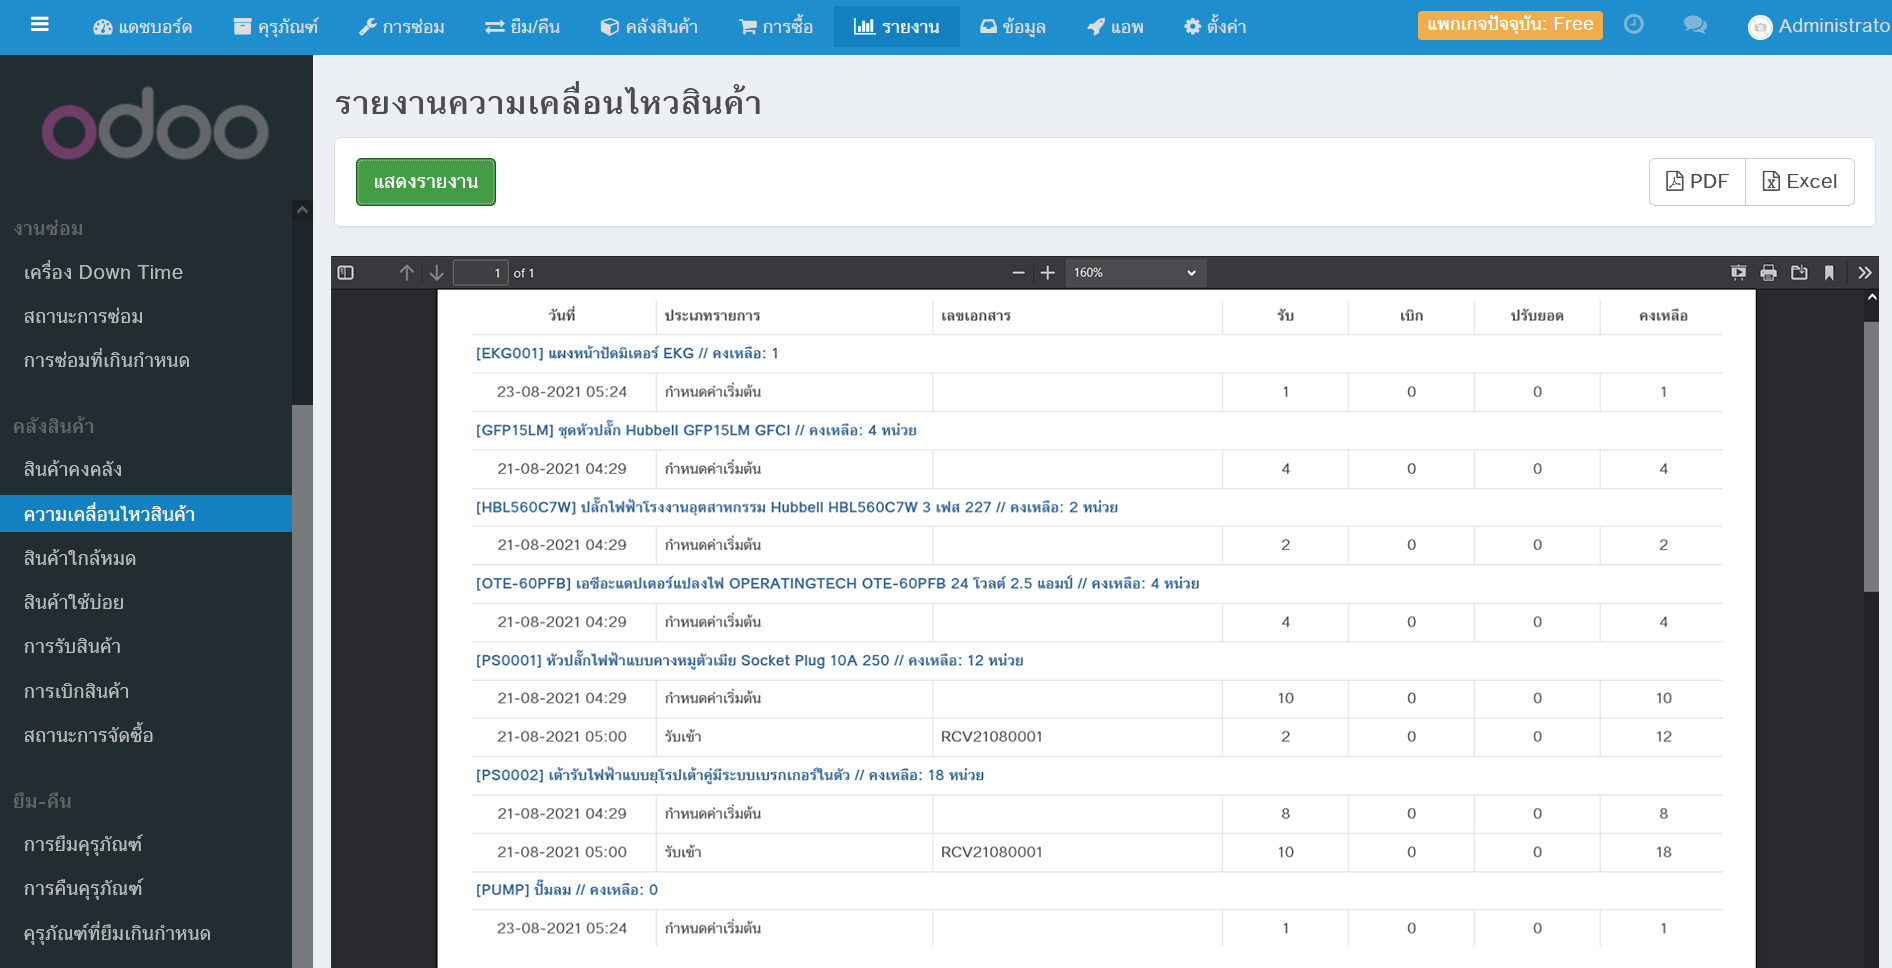 แดชบอร์ด ครุภัณฑ์ การซ่อม ยืม/คืน คลังสินค้า การซื้อ รายงาน ข้อมูล แอพ ตั้งค่า แพกเกจปัจจุบัน: Free Administrato
odoo
งานซ่อม
เครื่อง Down Time
สถานะการซ่อม
การซ่อมที่เกินกำหนด
คลังสินค้า
สินค้าคงคลัง
ความเคลื่อนไหวสินค้า
สินค้าใกล้หมด
สินค้าใช้บ่อย
การรับสินค้า
การเบิกสินค้า
สถานะการจัดซื้อ
ยืม-คืน
การยืมครุภัณฑ์
การคืนครุภัณฑ์
ครุภัณฑ์ที่ยืมเกินกำหนด
รายงานความเคลื่อนไหวสินค้า
แสดงรายงาน PDF Excel
1 of 1 160%
วันที่ ประเภทรายการ เลขเอกสาร รับ เบิก ปรับยอด คงเหลือ
[EKG001] แผงหน้าปัดมิเตอร์ EKG // คงเหลือ: 1
23-08-2021 05:24 กำหนดค่าเริ่มต้น 1 0 0 1
[GFP15LM] ชุดหัวปลั๊ก Hubbell GFP15LM GFCI // คงเหลือ: 4 หน่วย
21-08-2021 04:29 กำหนดค่าเริ่มต้น 4 0 0 4
[HBL560C7W] ปลั๊กไฟฟ้าโรงงานอุตสาหกรรม Hubbell HBL560C7W 3 เฟส 227 // คงเหลือ: 2 หน่วย
21-08-2021 04:29 กำหนดค่าเริ่มต้น 2 0 0 2
[OTE-60PFB] เอซีอะแดปเตอร์แปลงไฟ OPERATINGTECH OTE-60PFB 24 โวลต์ 2.5 แอมป์ // คงเหลือ: 4 หน่วย
21-08-2021 04:29 กำหนดค่าเริ่มต้น 4 0 0 4
[PS0001] หัวปลั๊กไฟฟ้าแบบคางหมูตัวเมีย Socket Plug 10A 250 // คงเหลือ: 12 หน่วย
21-08-2021 04:29 กำหนดค่าเริ่มต้น 10 0 0 10
21-08-2021 05:00 รับเข้า RCV21080001 2 0 0 12
[PS0002] เต้ารับไฟฟ้าแบบยุโรปเต้าคู่มีระบบเบรกเกอร์ในตัว // คงเหลือ: 18 หน่วย
21-08-2021 04:29 กำหนดค่าเริ่มต้น 8 0 0 8
21-08-2021 05:00 รับเข้า RCV21080001 10 0 0 18
[PUMP] ปั๊มลม // คงเหลือ: 0
23-08-2021 05:24 กำหนดค่าเริ่มต้น 1 0 0 1